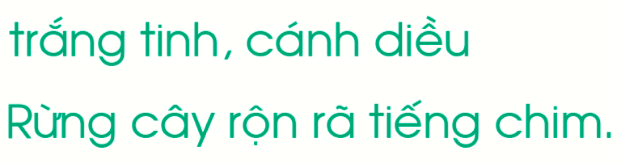 trắng tinh, cánh diều
Rừng cây rộn rã tiếng chim.